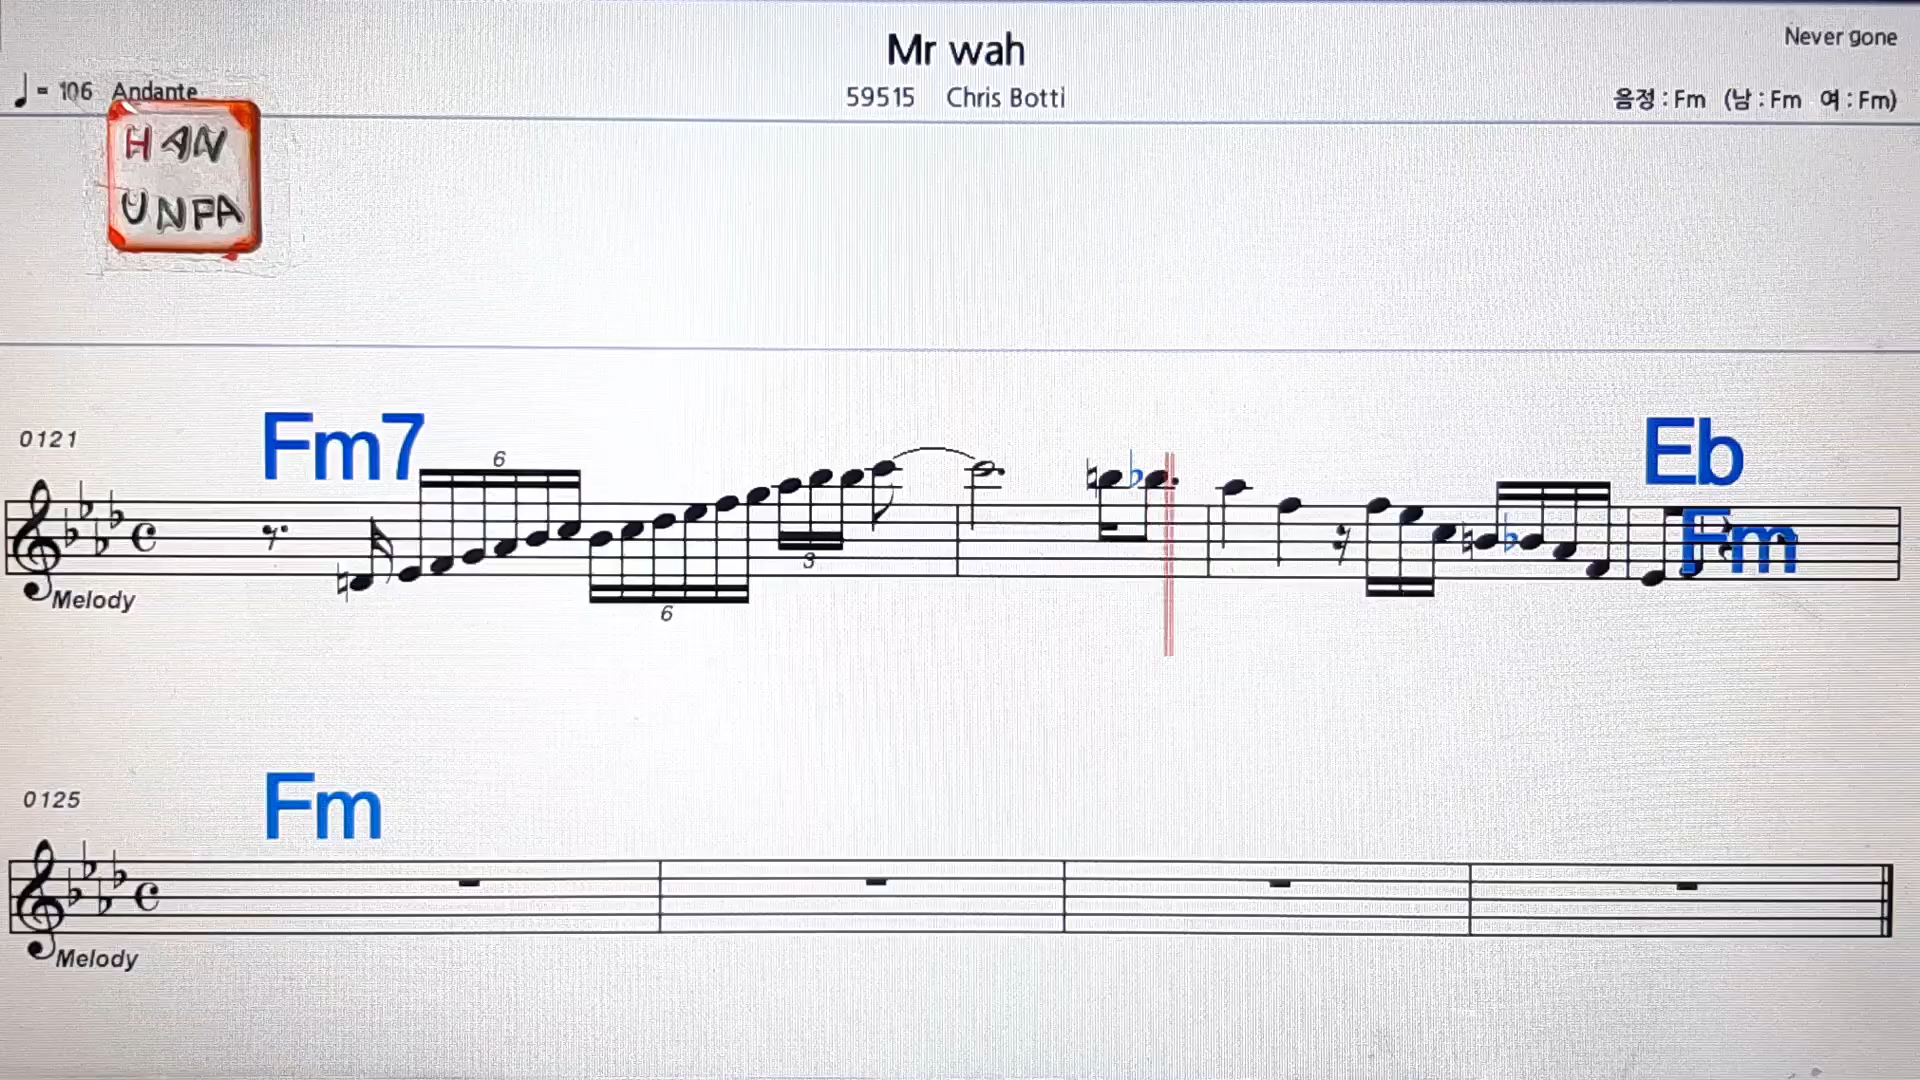 Mr wah
Never gone
♩ = 106 Andante
59515 Chris Botti
음정 : Fm (남 : Fm 여 : Fm)
HAN
UNPA
0121
Fm7
Eb
Fm
6
6
3
Melody
0125
Fm
Melody